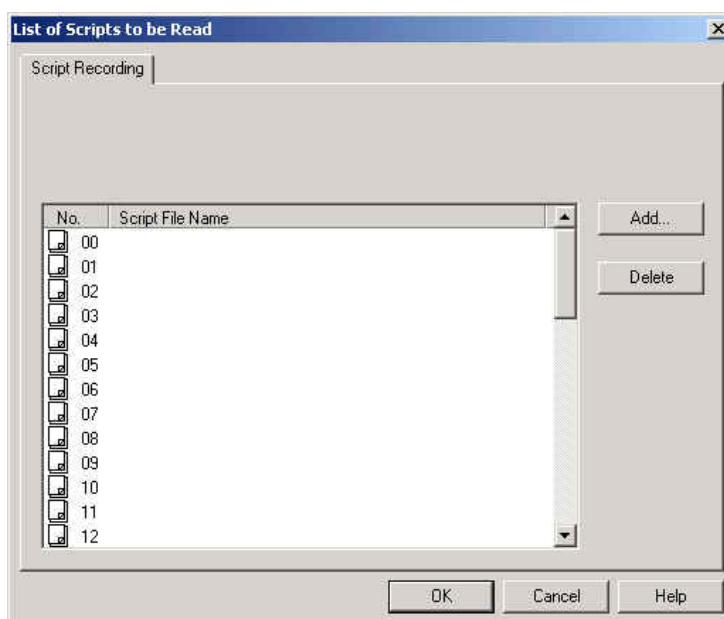 List of Scripts to be Read
Script Recording
No. Script File Name
Add...
00
01
Delete
02
03
04
05
06
07
08
09
10
11
12
OK Cancel Help